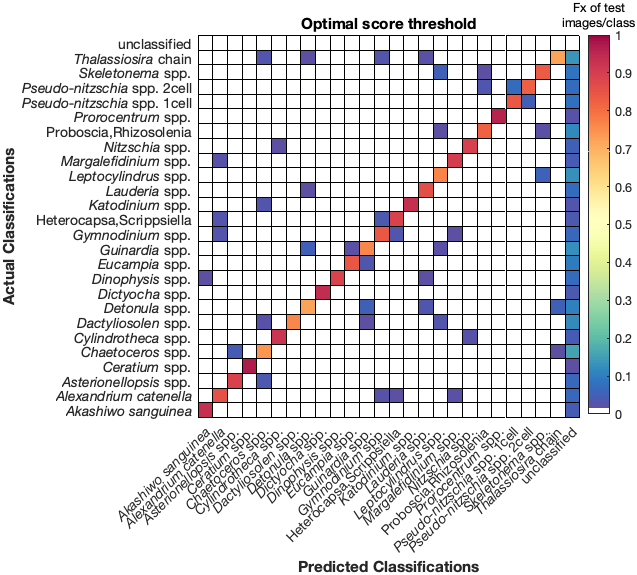 Fx of test
images/class
Optimal score threshold
unclassified
Thalassiosira chain
Skeletonema spp.
Pseudo-nitzschia spp. 2cell
Pseudo-nitzschia spp. 1cell
Prorocentrum spp.
Proboscia,Rhizosolenia
Nitzschia spp.
Margalefidinium spp.
Leptocylindrus spp.
Lauderia spp.
Katodinium spp.
Heterocapsa,Scrippsiella
Gymnodinium spp.
Guinardia spp.
Eucampia spp.
Dinophysis spp.
Dictyocha spp.
Detonula spp.
Dactyliosolen spp.
Cylindrotheca spp.
Chaetoceros spp.
Ceratium spp.
Asterionellopsis spp.
Alexandrium catenella
Akashiwo sanguinea
Actual Classifications
1
0.9
0.8
0.7
0.6
0.5
0.4
0.3
0.2
0.1
0
Akashiwo sanguinea
Alexandrium catenella
Asterionellopsis spp.
Ceratium spp.
Chaetoceros spp.
Cylindrotheca spp.
Dactyliosolen spp.
Detonula spp.
Dictyocha spp.
Dinophysis spp.
Eucampia spp.
Guinardia spp.
Gymnodinium spp.
Heterocapsa,Scrippsiella
Katodinium spp.
Lauderia spp.
Leptocylindrus spp.
Margalefidinium spp.
Nitzschia spp.
Proboscia,Rhizosolenia
Prorocentrum spp.
Pseudo-nitzschia spp. 1cell
Pseudo-nitzschia spp. 2cell
Skeletonema spp.
Thalassiosira chain
unclassified
Predicted Classifications